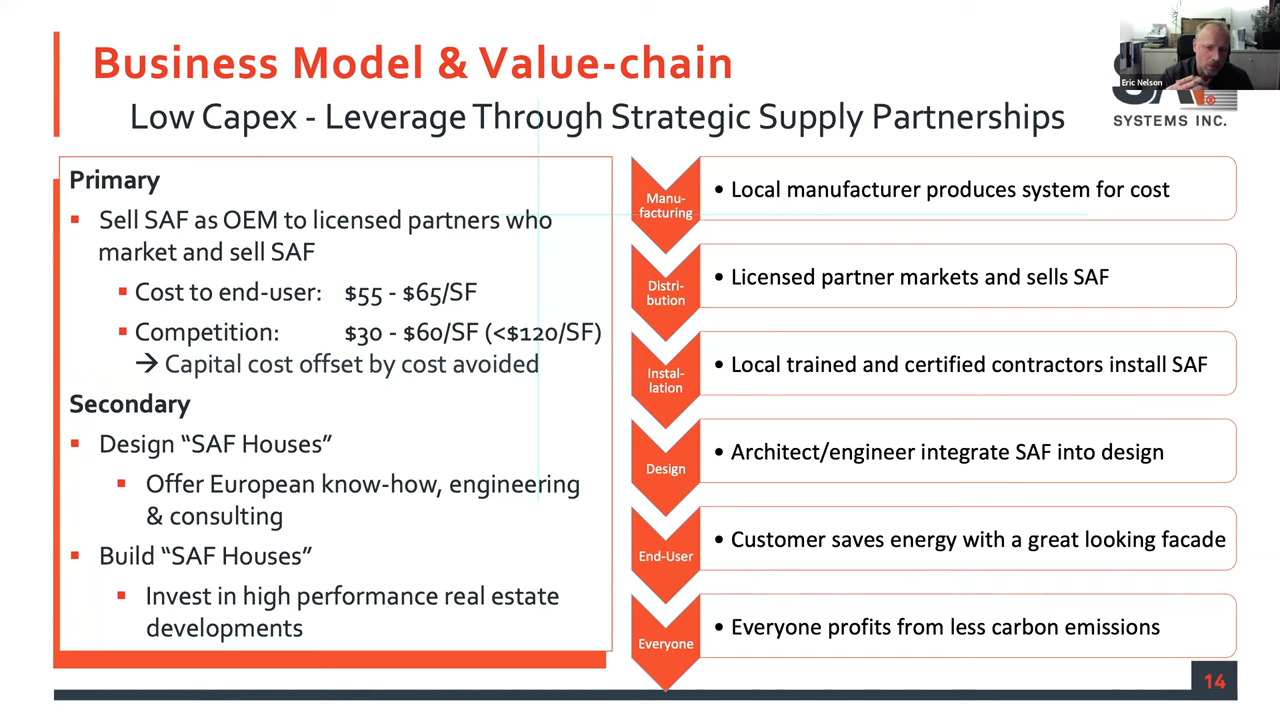 Business Model & Value-chain
Low Capex - Leverage Through Strategic Supply Partnerships
Eric Nelson
SYSTEMS INC.
Primary
▪ Sell SAF as OEM to licensed partners who
market and sell SAF
▪ Cost to end-user: $55 - $65/SF
▪ Competition: $30 - $60/SF (<$120/SF)
→ Capital cost offset by cost avoided
Secondary
▪ Design “SAF Houses”
▪ Offer European know-how, engineering
& consulting
▪ Build “SAF Houses”
▪ Invest in high performance real estate
developments
Manu-
facturing
• Local manufacturer produces system for cost
Distri-
bution
• Licensed partner markets and sells SAF
Instal-
lation
• Local trained and certified contractors install SAF
Design
• Architect/engineer integrate SAF into design
End-User
• Customer saves energy with a great looking facade
Everyone
• Everyone profits from less carbon emissions
14